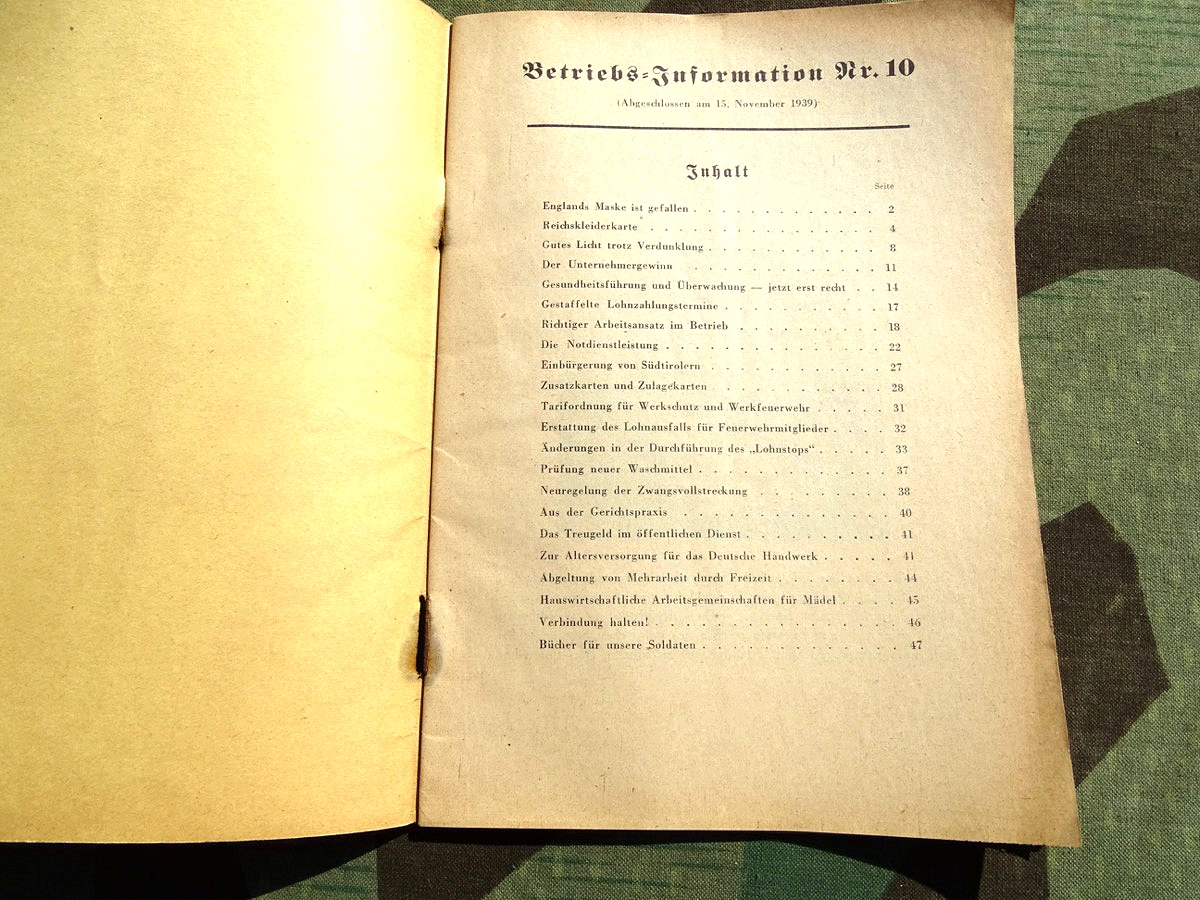 Betriebs=Information Nr. 10
(Abgeschlossen am 15. November 1939)
Inhalt
Seite
Englands Maske ist gefallen . . . . . . . . . . . . . 2
Reichskleiderkarte . . . . . . . . . . . . . . . 4
Gutes Licht trotz Verdunklung . . . . . . . . . . . . 8
Der Unternehmergewinn . . . . . . . . . . . . . 11
Gesundheitsführung und Überwachung — jetzt erst recht . . 14
Gestaffelte Lohnzahlungstermine . . . . . . . . . . . 17
Richtiger Arbeitsansatz im Betrieb . . . . . . . . . . 18
Die Notdienstleistung . . . . . . . . . . . . . . . 22
Einbürgerung von Südtirolern . . . . . . . . . . . . 27
Zusatzkarten und Zulagekarten . . . . . . . . . . . . 28
Tarifordnung für Werkschutz und Werkfeuerwehr . . . . . 31
Erstattung des Lohnausfalls für Feuerwehrmitglieder . . . . 32
Änderungen in der Durchführung des „Lohnstops“ . . . . . 33
Prüfung neuer Waschmittel . . . . . . . . . . . . . 37
Neuregelung der Zwangsvollstreckung . . . . . . . . . 38
Aus der Gerichtspraxis . . . . . . . . . . . . . . 40
Das Treugeld im öffentlichen Dienst . . . . . . . . . . 41
Zur Altersversorgung für das Deutsche Handwerk . . . . . 41
Abgeltung von Mehrarbeit durch Freizeit . . . . . . . . 44
Hauswirtschaftliche Arbeitsgemeinschaften für Mädel . . . . 45
Verbindung halten! . . . . . . . . . . . . . . . . 46
Bücher für unsere Soldaten . . . . . . . . . . . . . 47